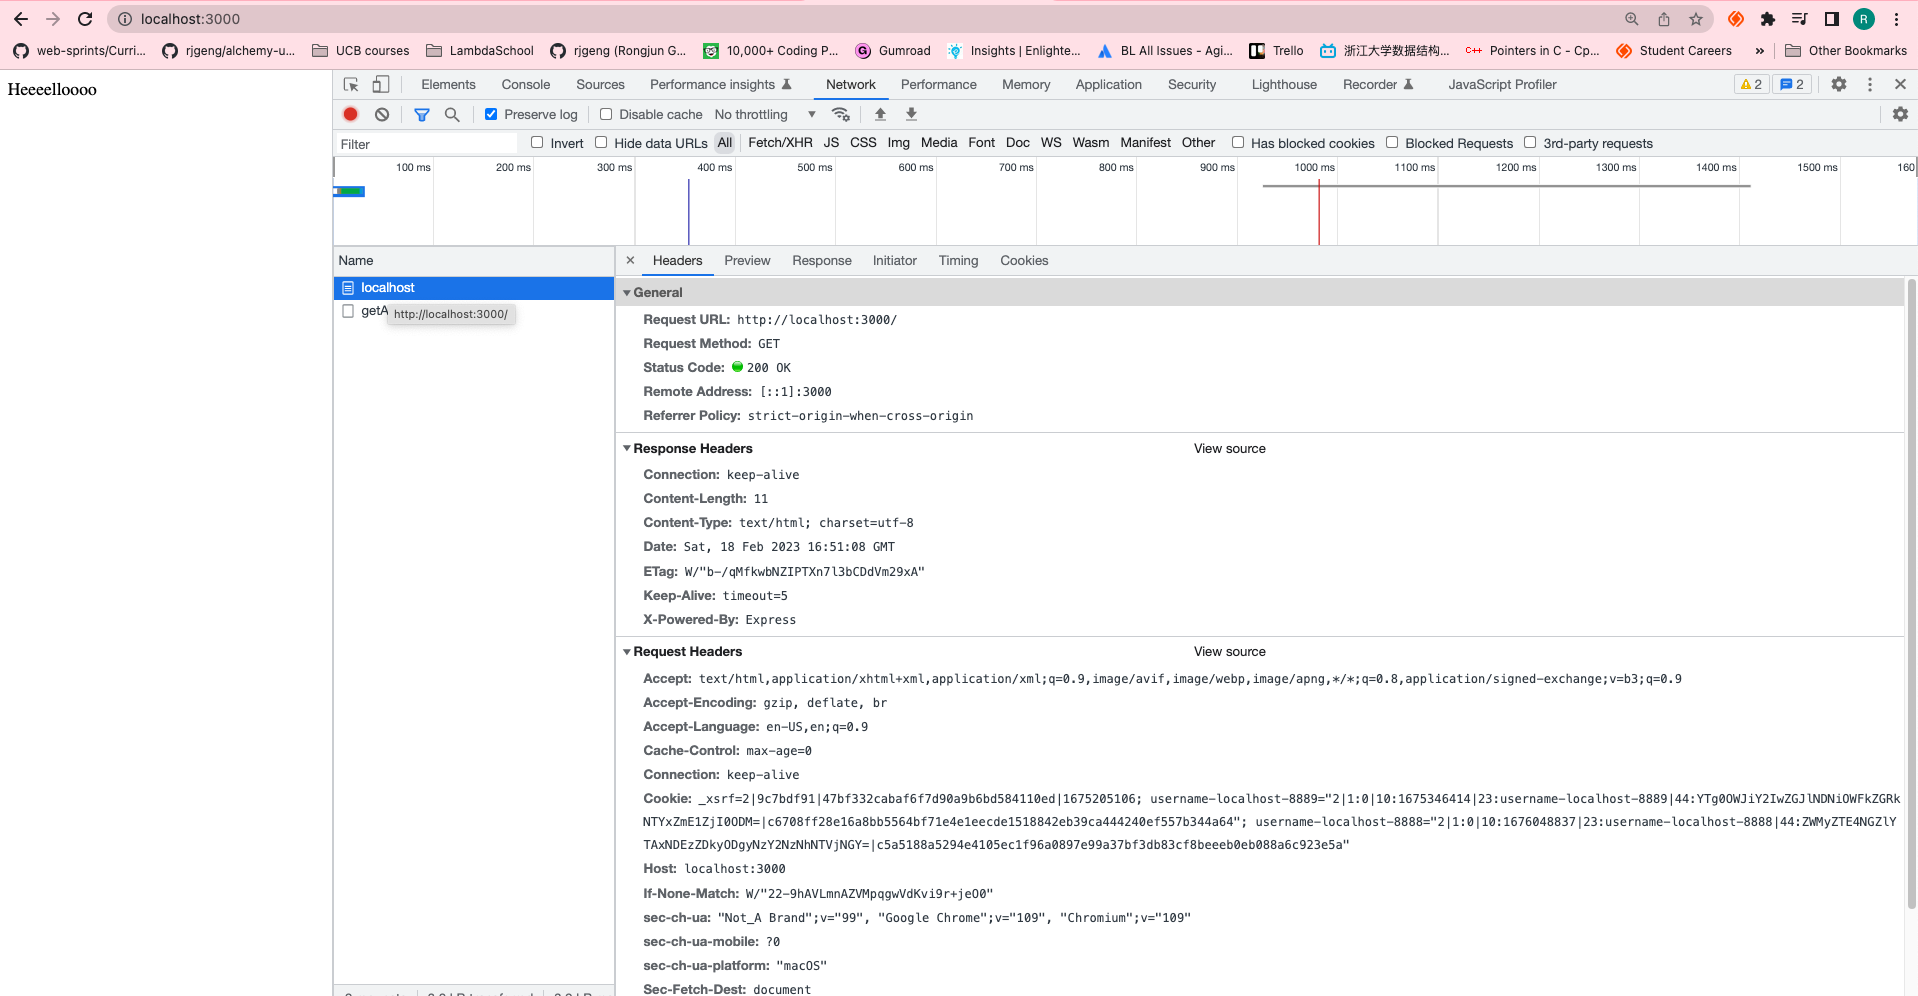 localhost:3000
R
web-sprints/Curri... rjgeng/alchemy-u... UCB courses LambdaSchool rjgeng (Rongjun G... 10,000+ Coding P... Gumroad Insights | Enlighte... BL All Issues - Agi... Trello 浙江大学数据结构... C++ Pointers in C - Cp... Student Careers » Other Bookmarks
Heeeelloooo
Elements Console Sources Performance insights Network Performance Memory Application Security Lighthouse Recorder JavaScript Profiler 2 2
Preserve log Disable cache No throttling
Filter Invert Hide data URLs All Fetch/XHR JS CSS Img Media Font Doc WS Wasm Manifest Other Has blocked cookies Blocked Requests 3rd-party requests
100 ms 200 ms 300 ms 400 ms 500 ms 600 ms 700 ms 800 ms 900 ms 1000 ms 1100 ms 1200 ms 1300 ms 1400 ms 1500 ms 160
Name
localhost
getA
http://localhost:3000/
× Headers Preview Response Initiator Timing Cookies
General
Request URL: http://localhost:3000/
Request Method: GET
Status Code: 200 OK
Remote Address: [::1]:3000
Referrer Policy: strict-origin-when-cross-origin
Response Headers View source
Connection: keep-alive
Content-Length: 11
Content-Type: text/html; charset=utf-8
Date: Sat, 18 Feb 2023 16:51:08 GMT
ETag: W/"b-/qMfkwbNZIPTXn7l3bCDdVm29xA"
Keep-Alive: timeout=5
X-Powered-By: Express
Request Headers View source
Accept: text/html,application/xhtml+xml,application/xml;q=0.9,image/avif,image/webp,image/apng,*/*;q=0.8,application/signed-exchange;v=b3;q=0.9
Accept-Encoding: gzip, deflate, br
Accept-Language: en-US,en;q=0.9
Cache-Control: max-age=0
Connection: keep-alive
Cookie: _xsrf=2|9c7bdf91|47bf332cabaf6f7d90a9b6bd584110ed|1675205106; username-localhost-8889="2|1:0|10:1675346414|23:username-localhost-8889|44:YTg0OWJiY2IwZGJlNDNiOWFkZGRk
NTYxZmE1ZjI0ODM=|c6708ff28e16a8bb5564bf71e4e1eecde1518842eb39ca444240ef557b344a64"; username-localhost-8888="2|1:0|10:1676048837|23:username-localhost-8888|44:ZWMyZTE4NGZlY
TAxNDEzZDkyODgyNzY2NzNhNTVjNGY=|c5a5188a5294e4105ec1f96a0897e99a37bf3db83cf8beeeb0eb088a6c923e5a"
Host: localhost:3000
If-None-Match: W/"22-9hAVLmnAZVMpqgwVdKvi9r+jeO0"
sec-ch-ua: "Not_A Brand";v="99", "Google Chrome";v="109", "Chromium";v="109"
sec-ch-ua-mobile: ?0
sec-ch-ua-platform: "macOS"
Sec-Fetch-Dest: document